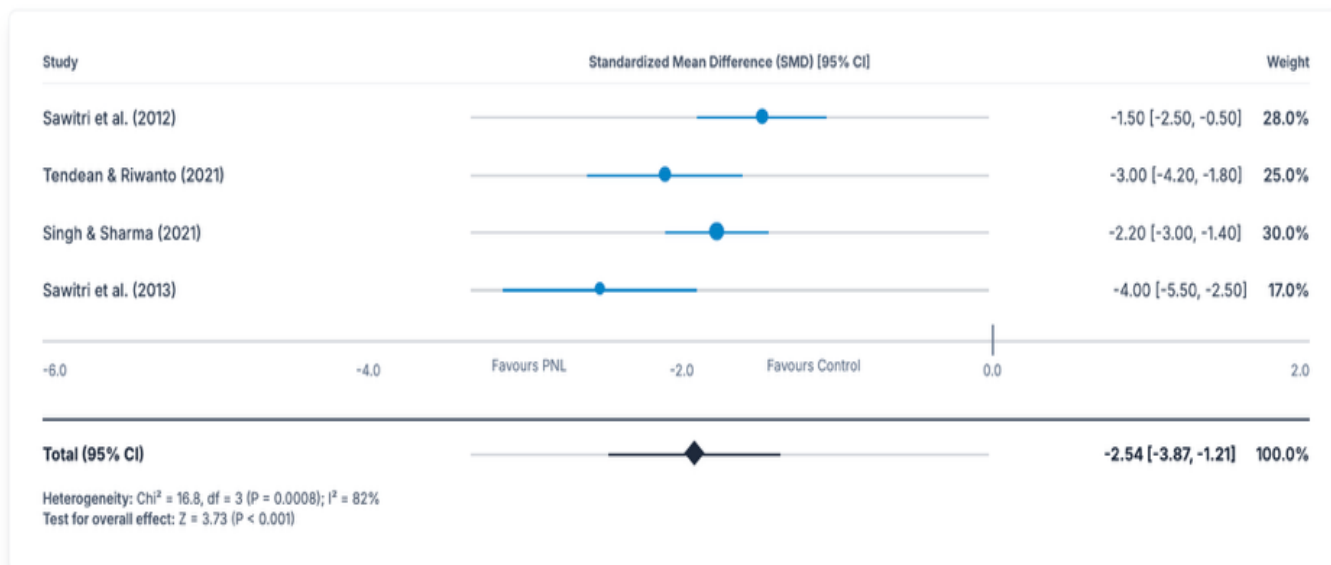 Study Standardized Mean Difference (SMD) [95% CI] Weight
Sawitri et al. (2012) -1.50 [-2.50, -0.50] 28.0%
Tendean & Riwanto (2021) -3.00 [-4.20, -1.80] 25.0%
Singh & Sharma (2021) -2.20 [-3.00, -1.40] 30.0%
Sawitri et al. (2013) -4.00 [-5.50, -2.50] 17.0%
-6.0 -4.0 Favours PNL -2.0 Favours Control 0.0 2.0
Total (95% CI) -2.54 [-3.87, -1.21] 100.0%
Heterogeneity: Chi² = 16.8, df = 3 (P = 0.0008); I² = 82%
Test for overall effect: Z = 3.73 (P < 0.001)